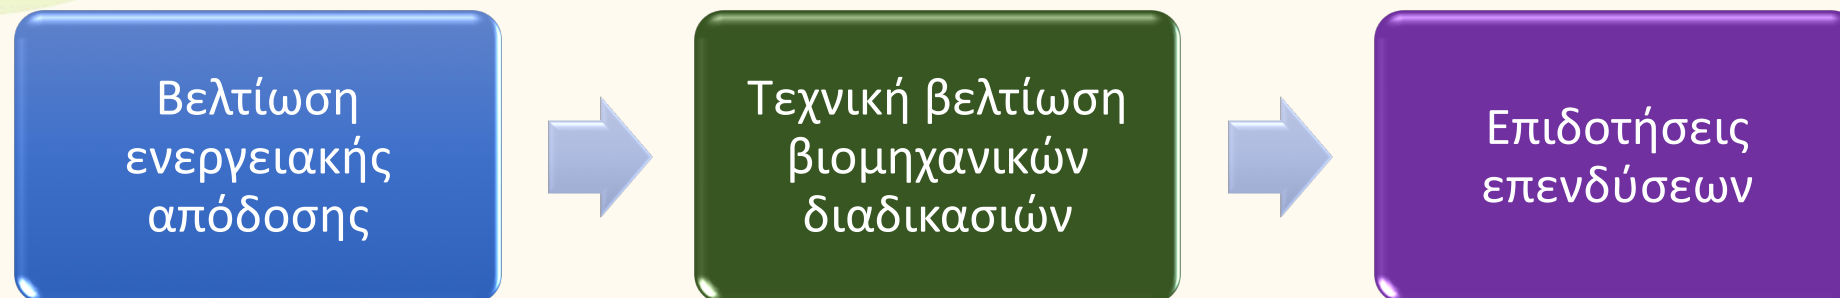 Βελτίωση
ενεργειακής
απόδοσης
Τεχνική βελτίωση
βιομηχανικών
διαδικασιών
Επιδοτήσεις
επενδύσεων